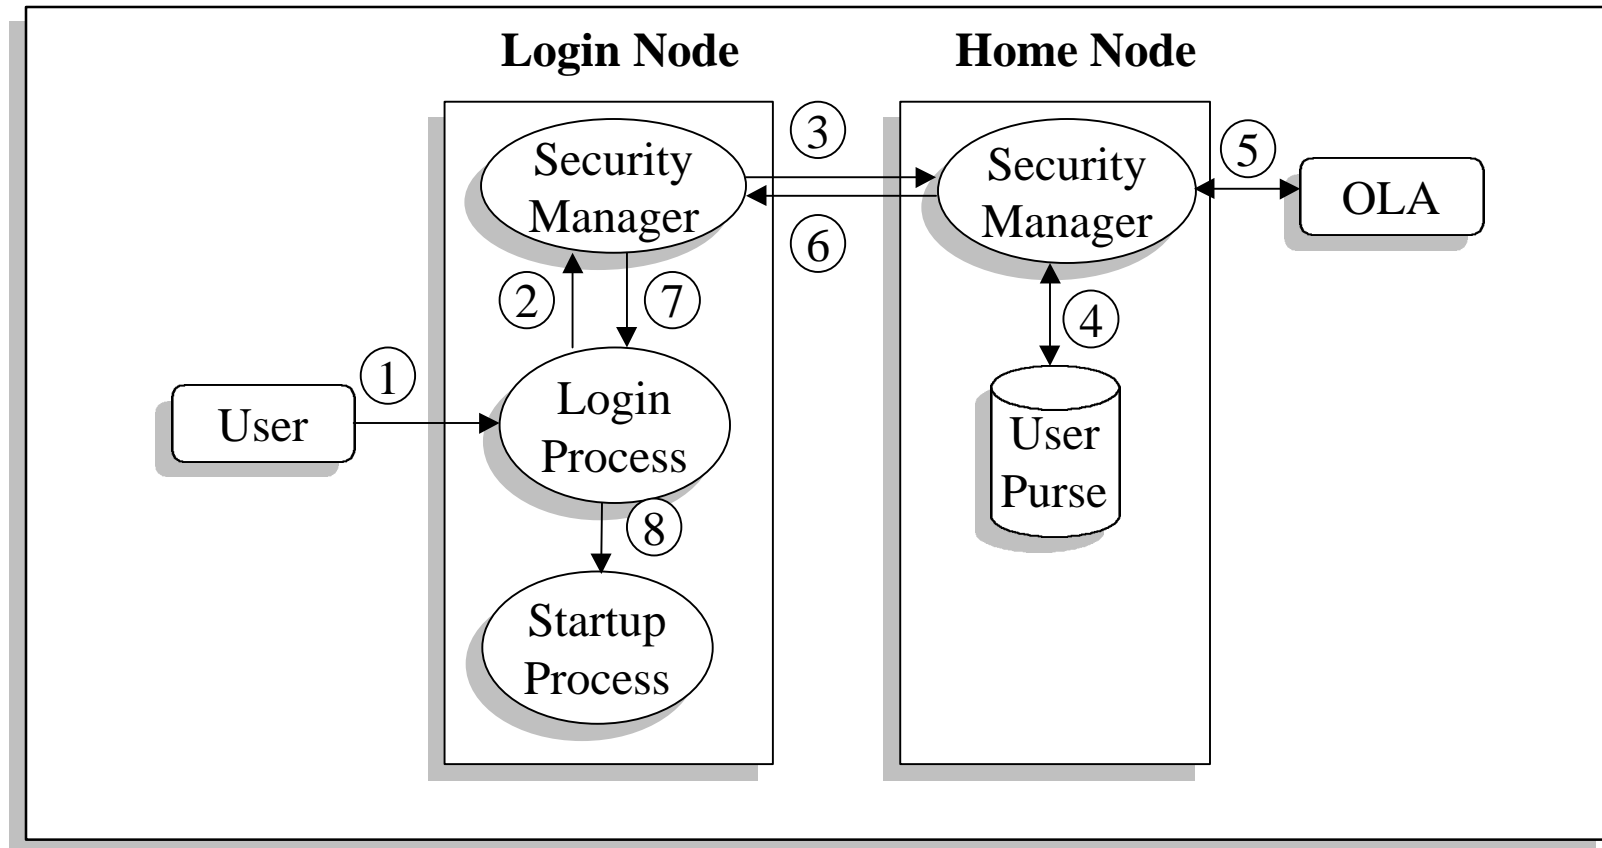 Login Node
Home Node
Security
Manager
3
6
Security
Manager
5
OLA
2
7
4
1
User
Login
Process
User
Purse
8
Startup
Process